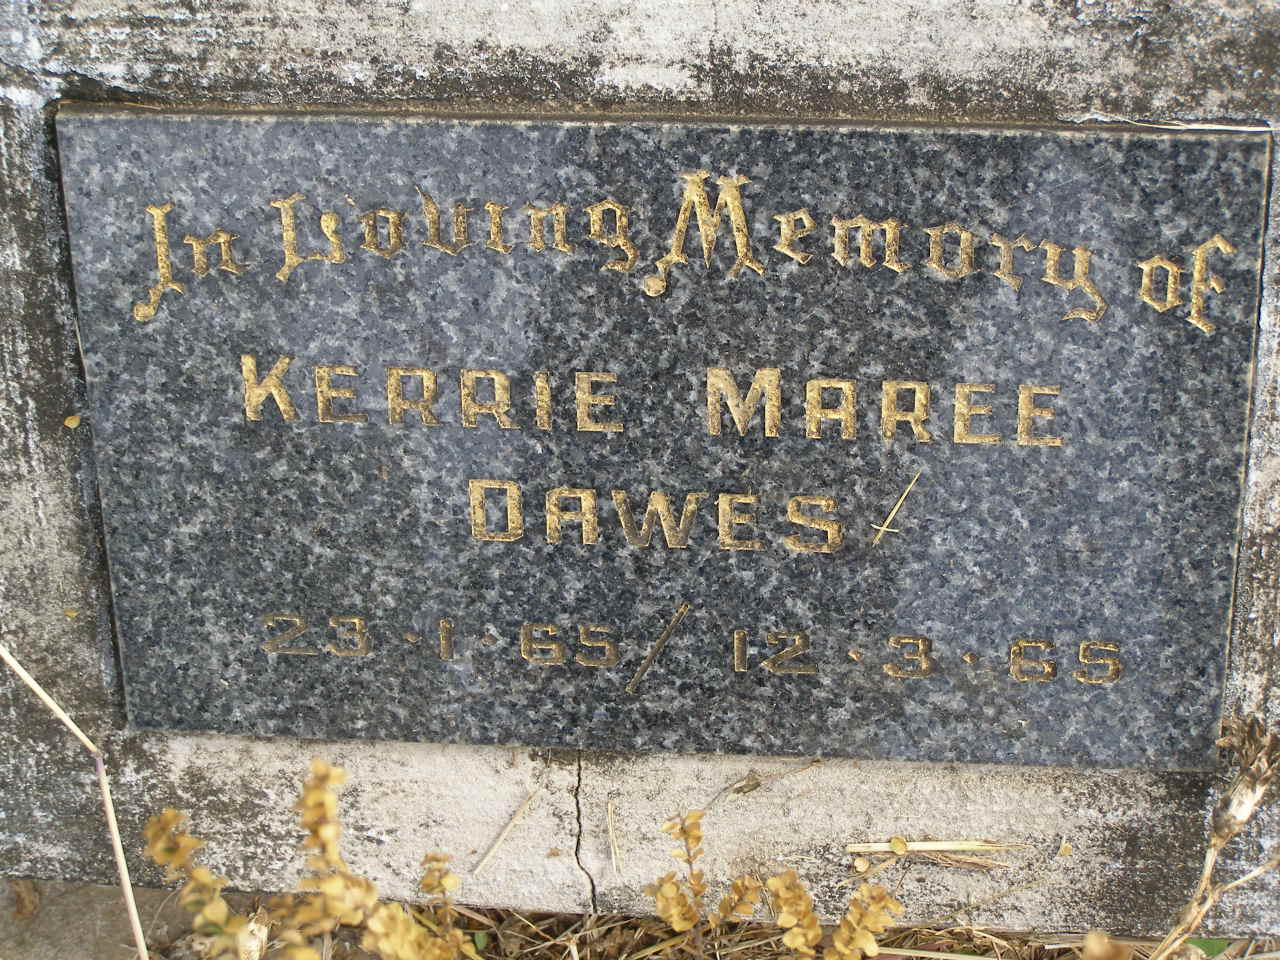 In Loving Memory of
KERRIE MAREE
DAWES
23·1·65 / 12·3·65